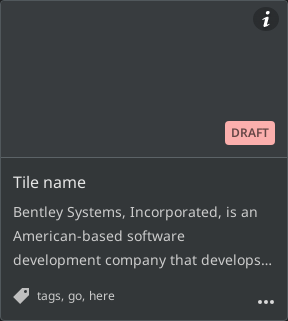 i
DRAFT
Tile name
Bentley Systems, Incorporated, is an
American-based software
development company that develops...
tags, go, here